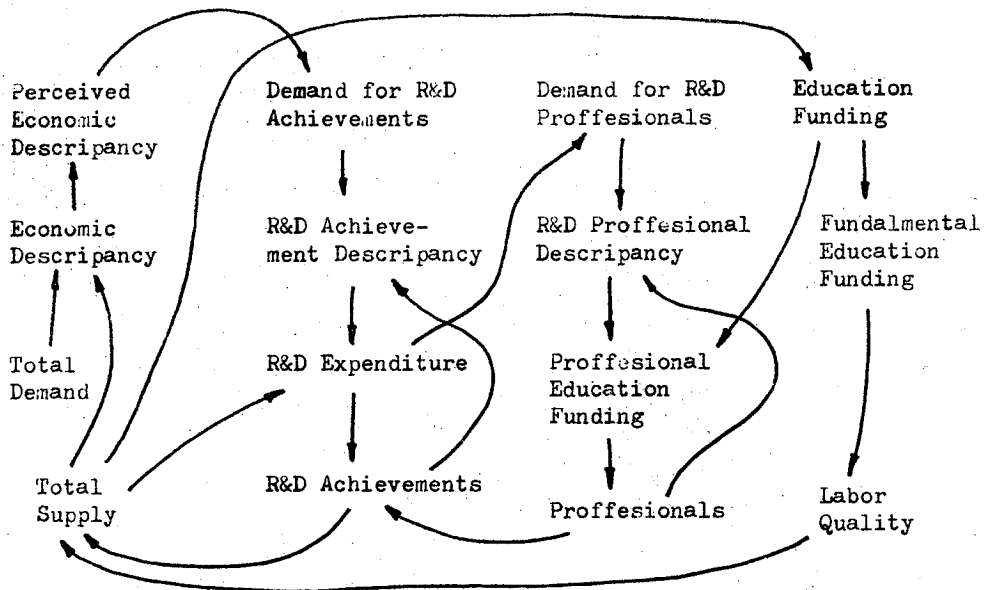 Perceived
Economic
Descripancy
Demand for R&D
Achievements
Demand for R&D
Proffesionals
Education
Funding
Economic
Descripancy
R&D Achieve-
ment Descripancy
R&D Proffesional
Descripancy
Fundalmental
Education
Funding
Total
Demand
R&D Expenditure
Proffesional
Education
Funding
Total
Supply
R&D Achievements
Proffesionals
Labor
Quality